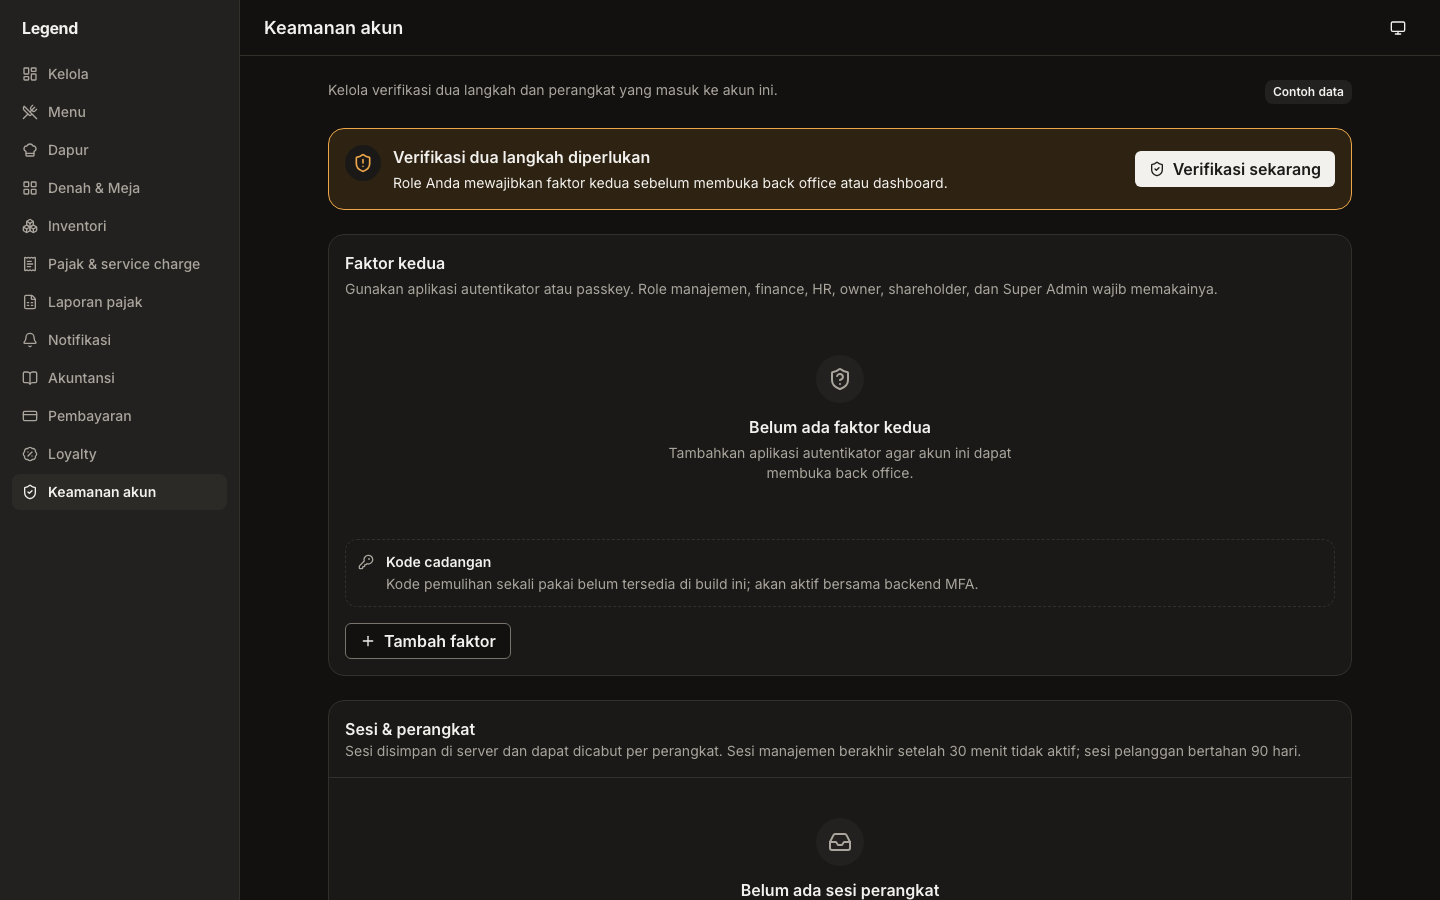 Legend
Kelola
Menu
Dapur
Denah & Meja
Inventori
Pajak & service charge
Laporan pajak
Notifikasi
Akuntansi
Pembayaran
Loyalty
Keamanan akun
Keamanan akun
Kelola verifikasi dua langkah dan perangkat yang masuk ke akun ini.
Contoh data
Verifikasi dua langkah diperlukan
Role Anda mewajibkan faktor kedua sebelum membuka back office atau dashboard.
Verifikasi sekarang
Faktor kedua
Gunakan aplikasi autentikator atau passkey. Role manajemen, finance, HR, owner, shareholder, dan Super Admin wajib memakainya.
Belum ada faktor kedua
Tambahkan aplikasi autentikator agar akun ini dapat
membuka back office.
Kode cadangan
Kode pemulihan sekali pakai belum tersedia di build ini; akan aktif bersama backend MFA.
Tambah faktor
Sesi & perangkat
Sesi disimpan di server dan dapat dicabut per perangkat. Sesi manajemen berakhir setelah 30 menit tidak aktif; sesi pelanggan bertahan 90 hari.
Belum ada sesi perangkat